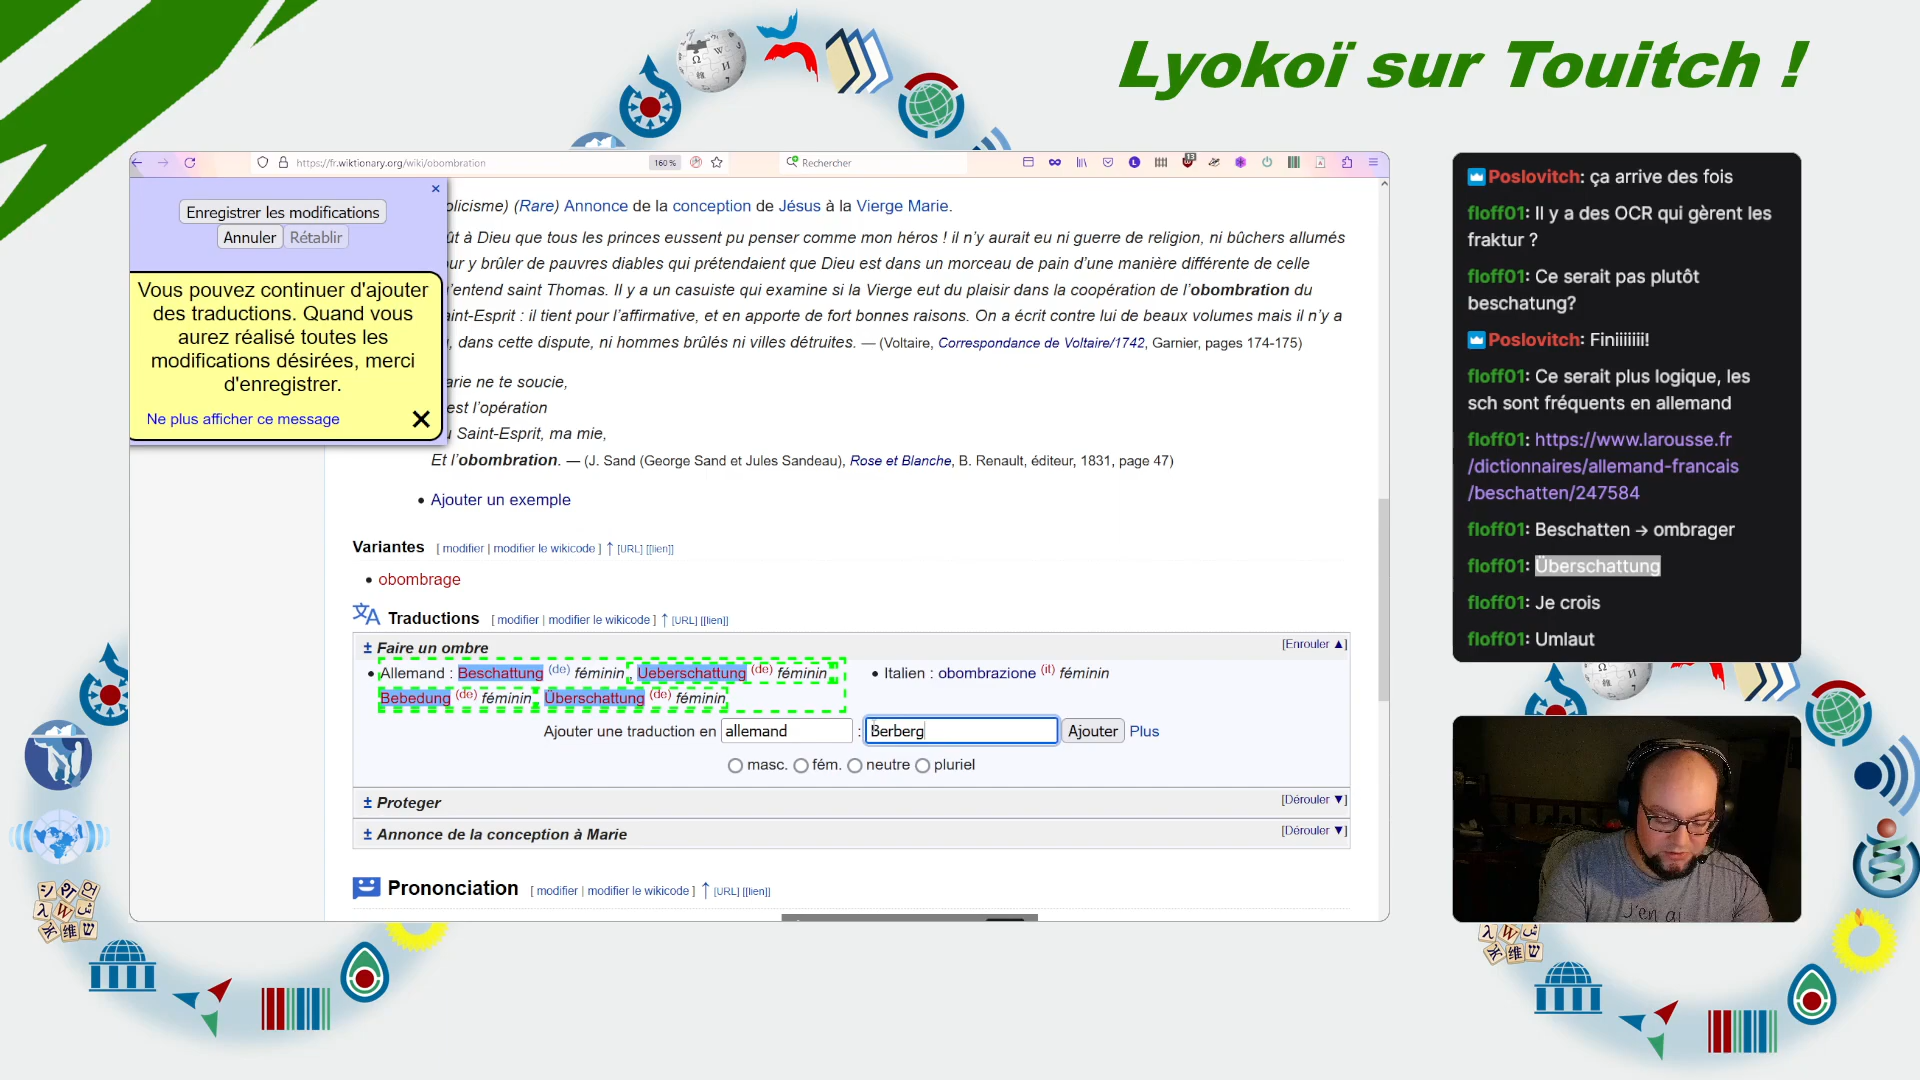 Lyokoï sur Touitch !
https://fr.wiktionary.org/wiki/obombration
160 %
Rechercher
13
Enregistrer les modifications
Annuler
Rétablir
Vous pouvez continuer d'ajouter
des traductions. Quand vous
aurez réalisé toutes les
modifications désirées, merci
d'enregistrer.
Ne plus afficher ce message
olicisme) (Rare) Annonce de la conception de Jésus à la Vierge Marie.
ût à Dieu que tous les princes eussent pu penser comme mon héros ! il n’y aurait eu ni guerre de religion, ni bûchers allumés
ur y brûler de pauvres diables qui prétendaient que Dieu est dans un morceau de pain d’une manière différente de celle
’entend saint Thomas. Il y a un casuiste qui examine si la Vierge eut du plaisir dans la coopération de l’obombration du
int-Esprit : il tient pour l’affirmative, et en apporte de fort bonnes raisons. On a écrit contre lui de beaux volumes mais il n’y a
, dans cette dispute, ni hommes brûlés ni villes détruites. — (Voltaire, Correspondance de Voltaire/1742, Garnier, pages 174-175)
arie ne te soucie,
est l’opération
u Saint-Esprit, ma mie,
Et l’obombration. — (J. Sand (George Sand et Jules Sandeau), Rose et Blanche, B. Renault, éditeur, 1831, page 47)
• Ajouter un exemple
Variantes [ modifier | modifier le wikicode ] ↑ [URL] [[lien]]
• obombrage
Traductions [ modifier | modifier le wikicode ] ↑ [URL] [[lien]]
± Faire un ombre [Enrouler ▲]
• Allemand : Beschattung (de) féminin, Ueberschattung (de) féminin,
Bebedung (de) féminin, Überschattung (de) féminin
• Italien : obombrazione (it) féminin
Ajouter une traduction en allemand : Berberg Ajouter Plus
masc. fém. neutre pluriel
± Proteger [Dérouler ▼]
± Annonce de la conception à Marie [Dérouler ▼]
Prononciation [ modifier | modifier le wikicode ] ↑ [URL] [[lien]]
Poslovitch: ça arrive des fois
floff01: Il y a des OCR qui gèrent les
fraktur ?
floff01: Ce serait pas plutôt
beschatung?
Poslovitch: Finiiiiiii!
floff01: Ce serait plus logique, les
sch sont fréquents en allemand
floff01: https://www.larousse.fr
/dictionnaires/allemand-francais
/beschatten/247584
floff01: Beschatten → ombrager
floff01: Überschattung
floff01: Je crois
floff01: Umlaut
J'en ai